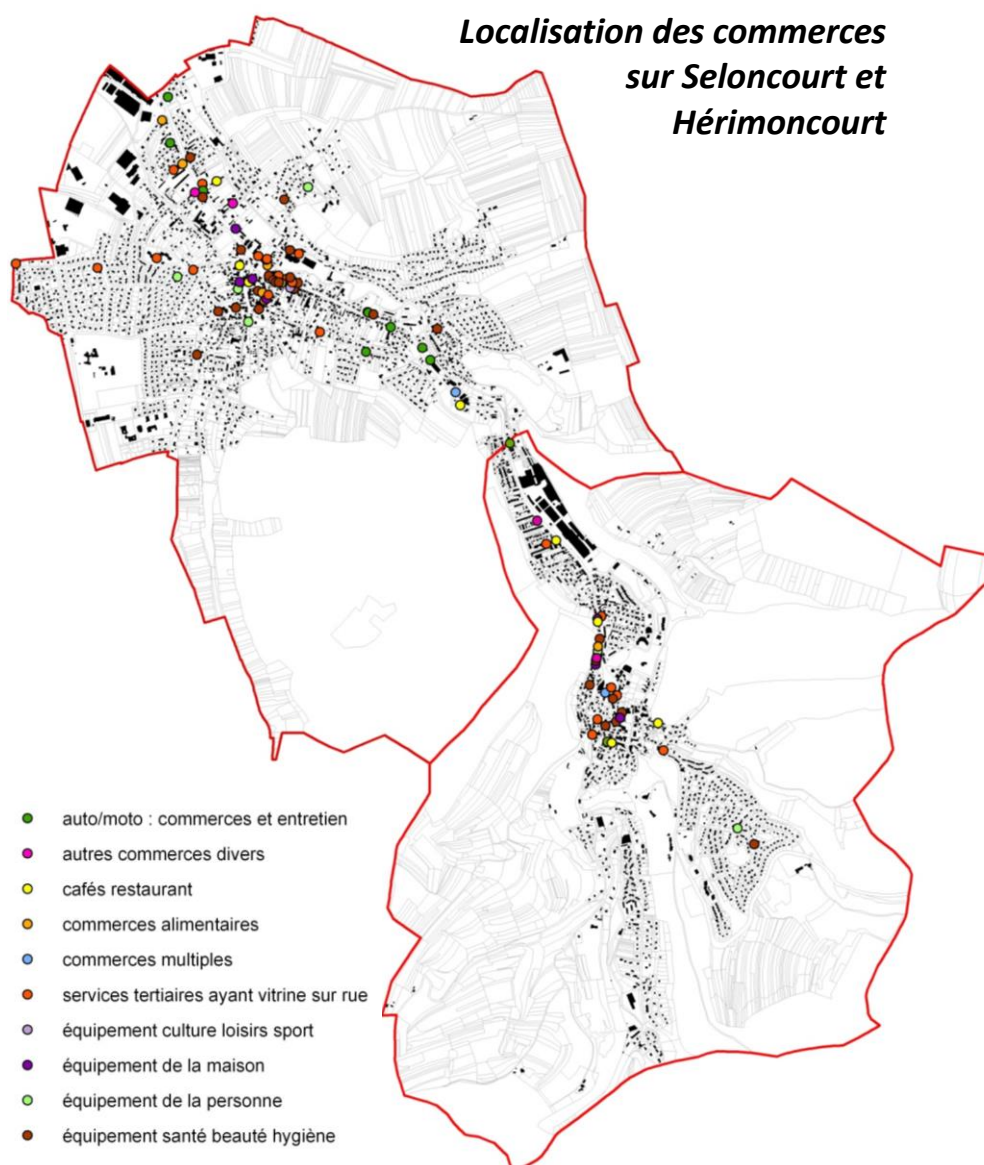 Localisation des commerces
sur Seloncourt et
Hérimoncourt
auto/moto : commerces et entretien
autres commerces divers
cafés restaurant
commerces alimentaires
commerces multiples
services tertiaires ayant vitrine sur rue
équipement culture loisirs sport
équipement de la maison
équipement de la personne
équipement santé beauté hygiène